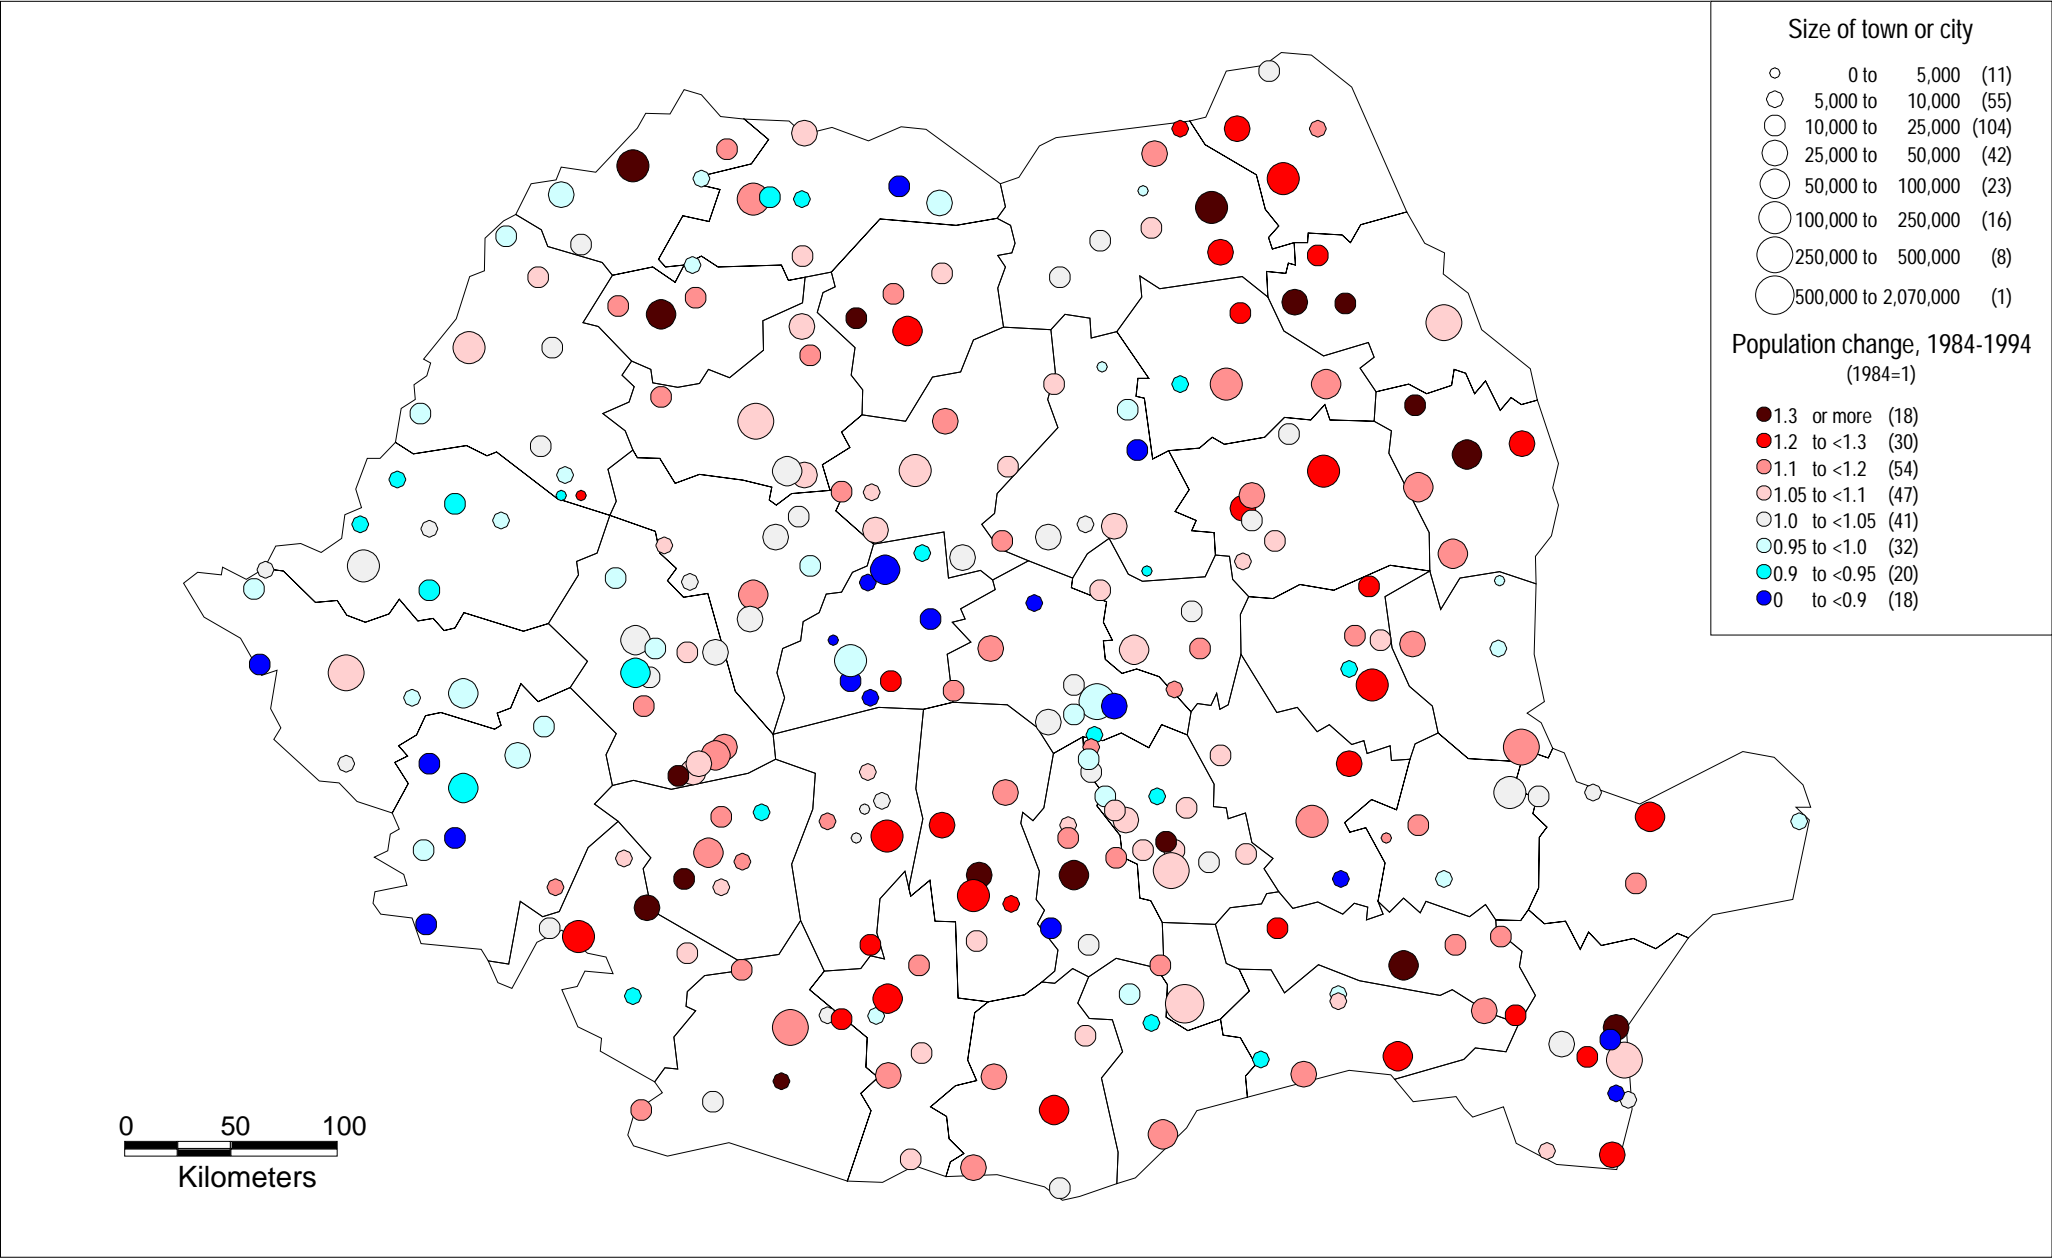 Size of town or city
0 to 5,000 (11)
5,000 to 10,000 (55)
10,000 to 25,000 (104)
25,000 to 50,000 (42)
50,000 to 100,000 (23)
100,000 to 250,000 (16)
250,000 to 500,000 (8)
500,000 to 2,070,000 (1)
Population change, 1984-1994
(1984=1)
1.3 or more (18)
1.2 to <1.3 (30)
1.1 to <1.2 (54)
1.05 to <1.1 (47)
1.0 to <1.05 (41)
0.95 to <1.0 (32)
0.9 to <0.95 (20)
0 to <0.9 (18)
0 50 100
Kilometers